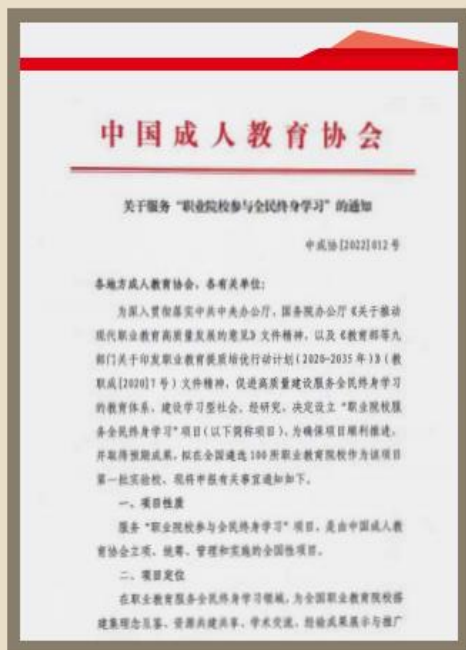 中国成人教育协会
关于服务“职业院校参与全民终身学习”的通知
中成协[2022]012号
各地方成人教育协会、各有关单位：
为深入贯彻落实中共中央办公厅、国务院办公厅《关于推动
现代职业教育高质量发展的意见》文件精神，以及《教育部等九
部门关于印发职业教育提质培优行动计划（2020-2035年）》（教
职成[2020]7号）文件精神，促进高质量建设服务全民终身学习
的教育体系、建设学习型社会。经研究，决定设立“职业院校服
务全民终身学习”项目（以下简称项目）。为确保项目顺利推进，
并取得预期成果，拟在全国遴选100所职业教育院校作为该项目
第一批实验校。现将申报有关事宜通知如下。
一、项目性质
服务“职业院校参与全民终身学习”项目，是由中国成人教
育协会立项、统筹、管理和实施的全国性项目。
二、项目定位
在职业教育服务全民终身学习领域，为全国职业教育院校搭
建集理念互鉴、资源共建共享、学术交流、经验成果展示与推广